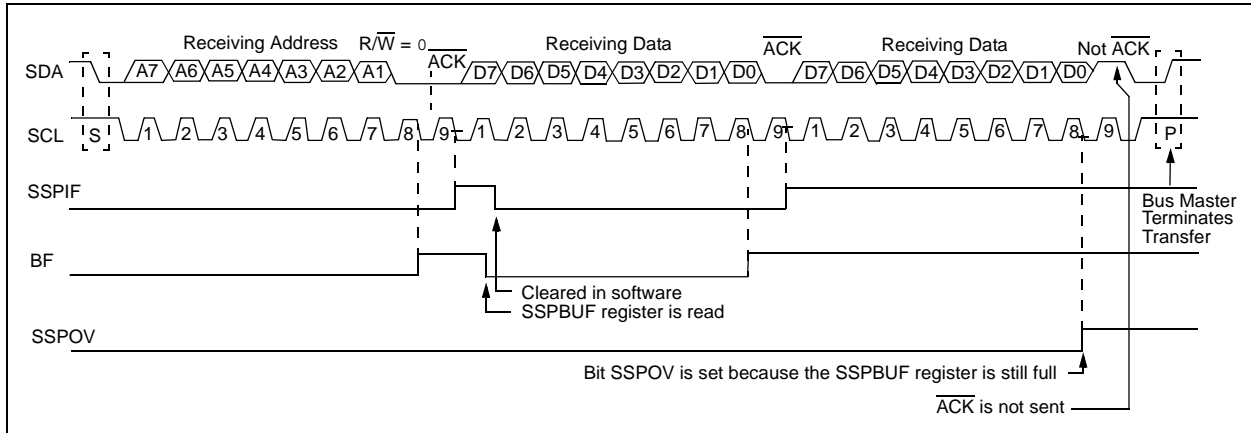 Receiving Address R/W̅ = 0 A̅C̅K̅ Receiving Data A̅C̅K̅ Receiving Data Not A̅C̅K̅
SDA A7 A6 A5 A4 A3 A2 A1 D7 D6 D5 D4 D3 D2 D1 D0 D7 D6 D5 D4 D3 D2 D1 D0
SCL S 1 2 3 4 5 6 7 8 9 1 2 3 4 5 6 7 8 9 1 2 3 4 5 6 7 8 9 P
SSPIF
Bus Master
Terminates
Transfer
BF
Cleared in software
SSPBUF register is read
SSPOV
Bit SSPOV is set because the SSPBUF register is still full
A̅C̅K̅ is not sent